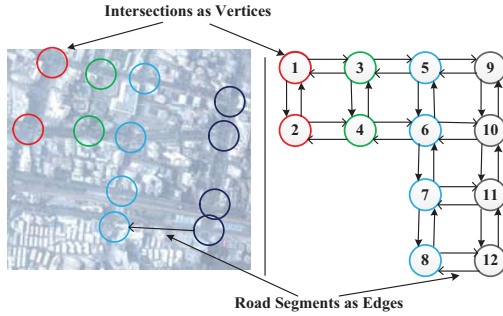 Intersections as Vertices
1 3 5 9
2 4 6 10
7 11
8 12
Road Segments as Edges